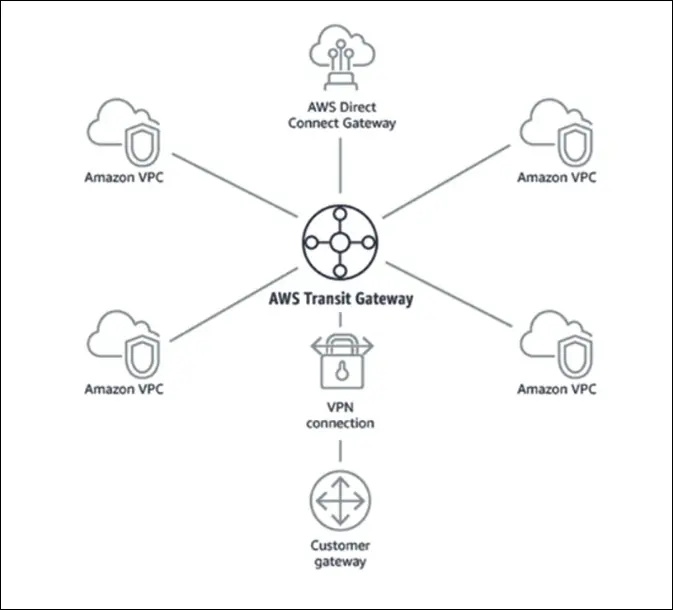 AWS Direct
Connect Gateway
Amazon VPC
Amazon VPC
AWS Transit Gateway
Amazon VPC
Amazon VPC
VPN
connection
Customer
gateway